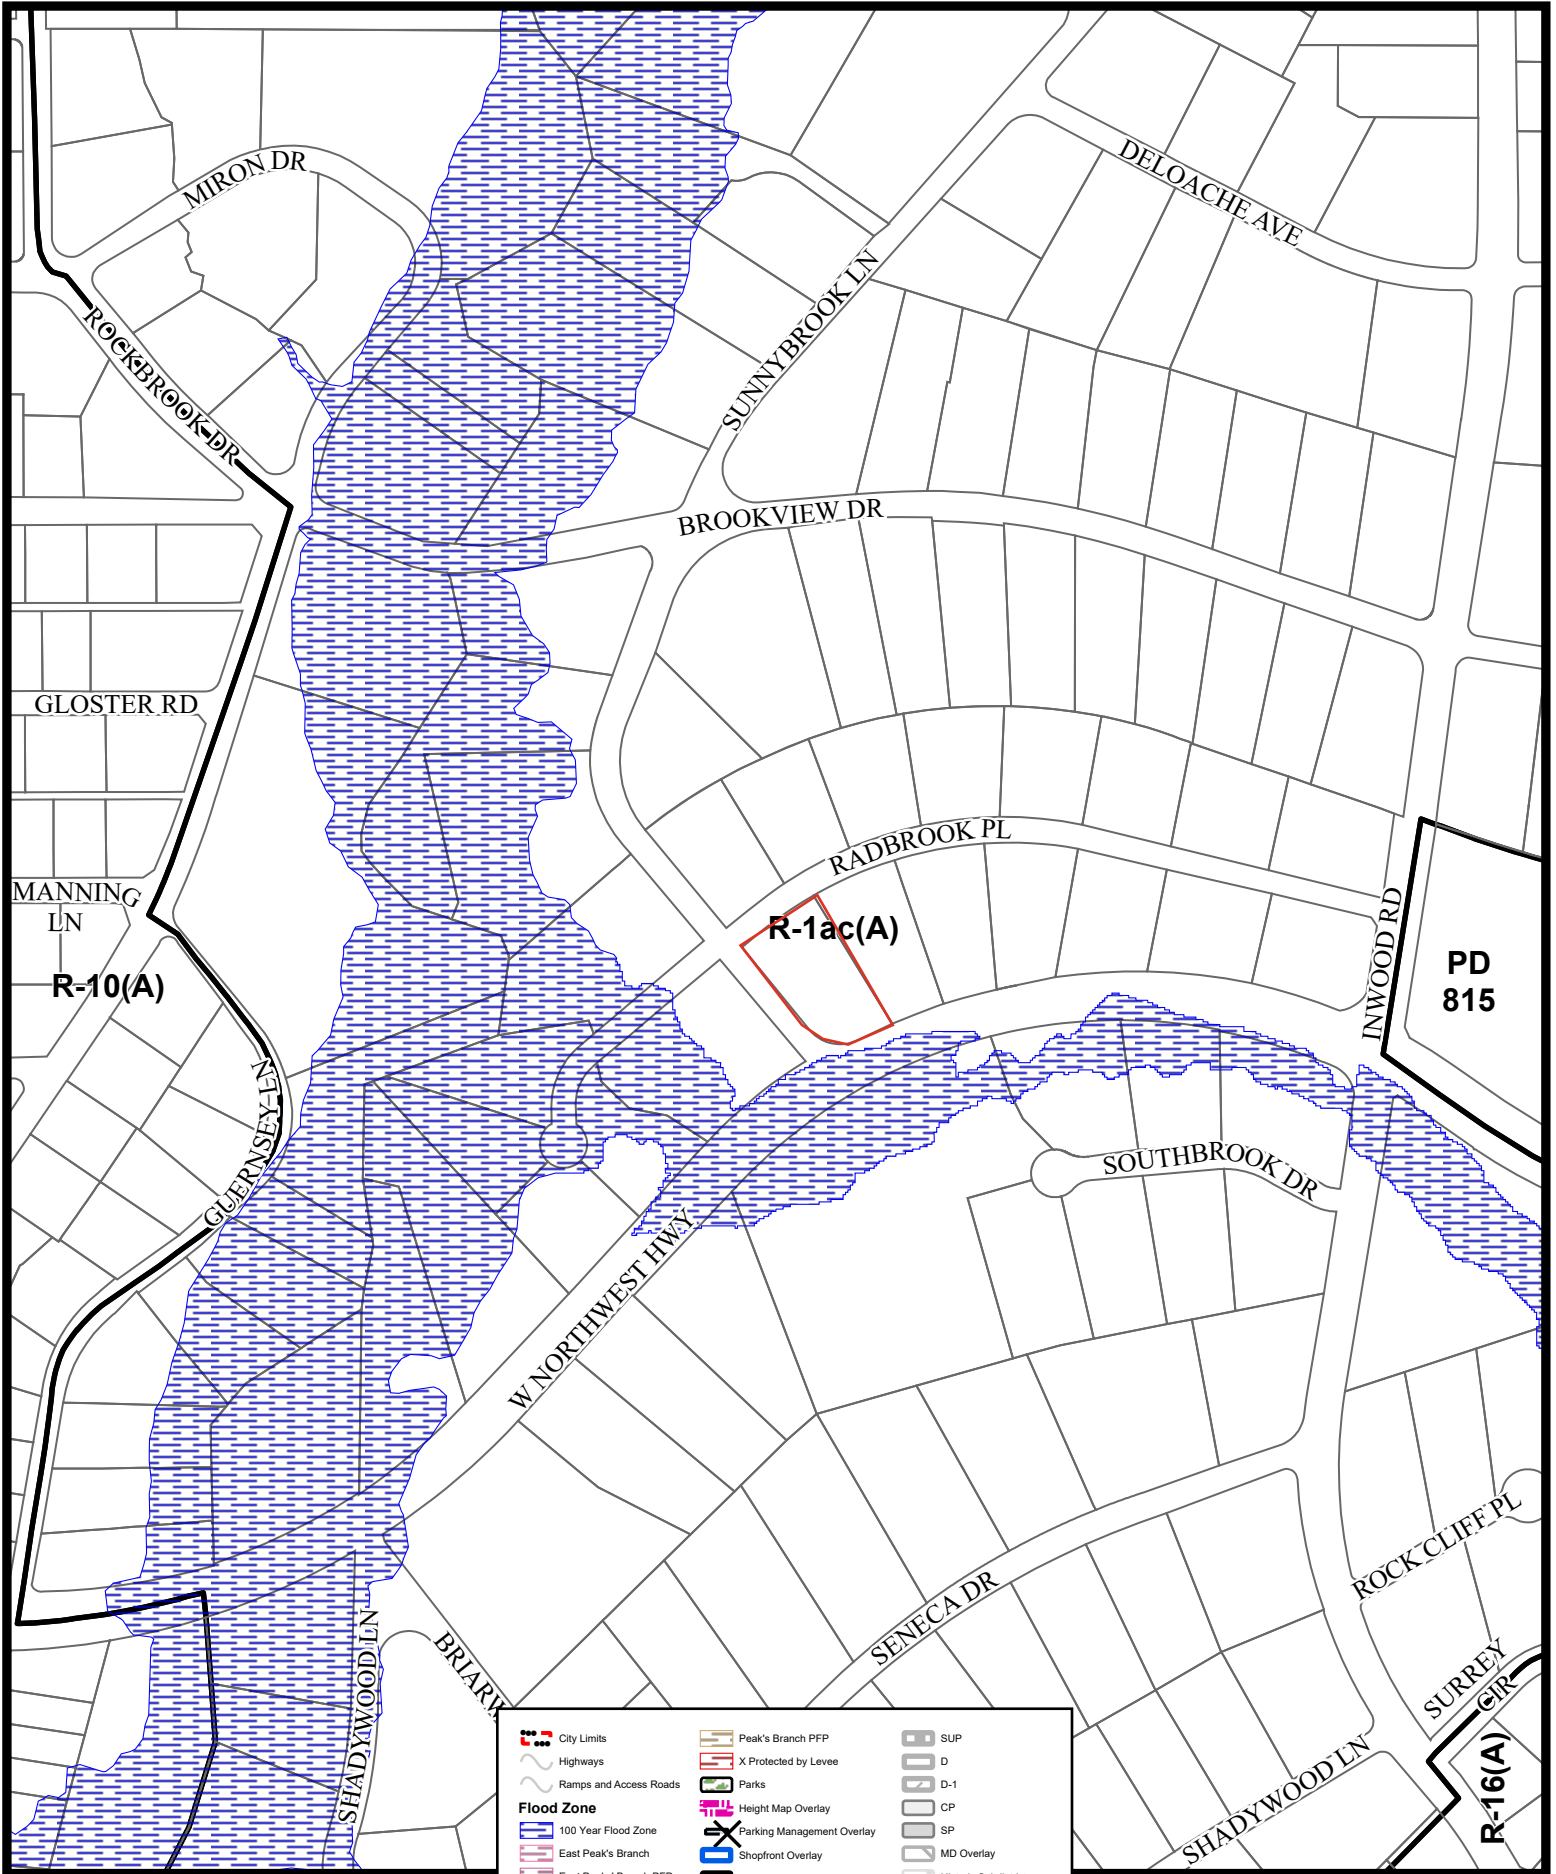 MIRON DR
DELOACHE AVE
SUNNYBROOK LN
ROCKBROOK DR
BROOKVIEW DR
GLOSTER RD
RADBROOK PL
MANNING
LN
R-1ac(A)
INWOOD RD
R-10(A)
PD
815
GUERNSEY LN
SOUTHBROOK DR
W NORTHWEST HWY
ROCK CLIFF PL
SENECA DR
SHADYWOOD LN
SURREY
CIR
R-16(A)
SHADYWOOD LN
City Limits
Highways
Ramps and Access Roads
Flood Zone
100 Year Flood Zone
East Peak's Branch
Peak's Branch PFP
X Protected by Levee
Parks
Height Map Overlay
Parking Management Overlay
Shopfront Overlay
SUP
D
D-1
CP
SP
MD Overlay